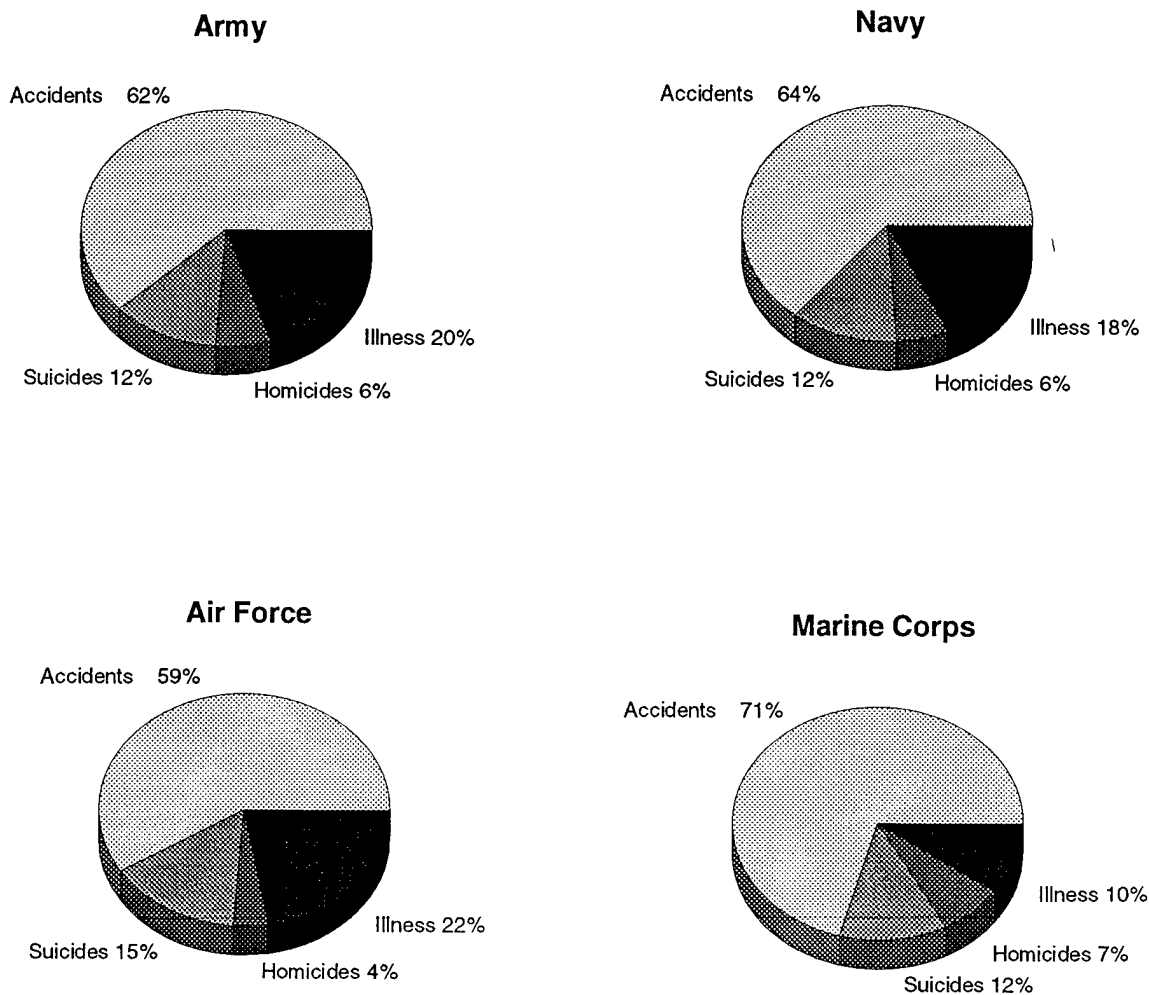 Army
Accidents 62%
Illness 20%
Suicides 12%
Homicides 6%
Navy
Accidents 64%
Illness 18%
Suicides 12%
Homicides 6%
Air Force
Accidents 59%
Illness 22%
Suicides 15%
Homicides 4%
Marine Corps
Accidents 71%
Illness 10%
Homicides 7%
Suicides 12%